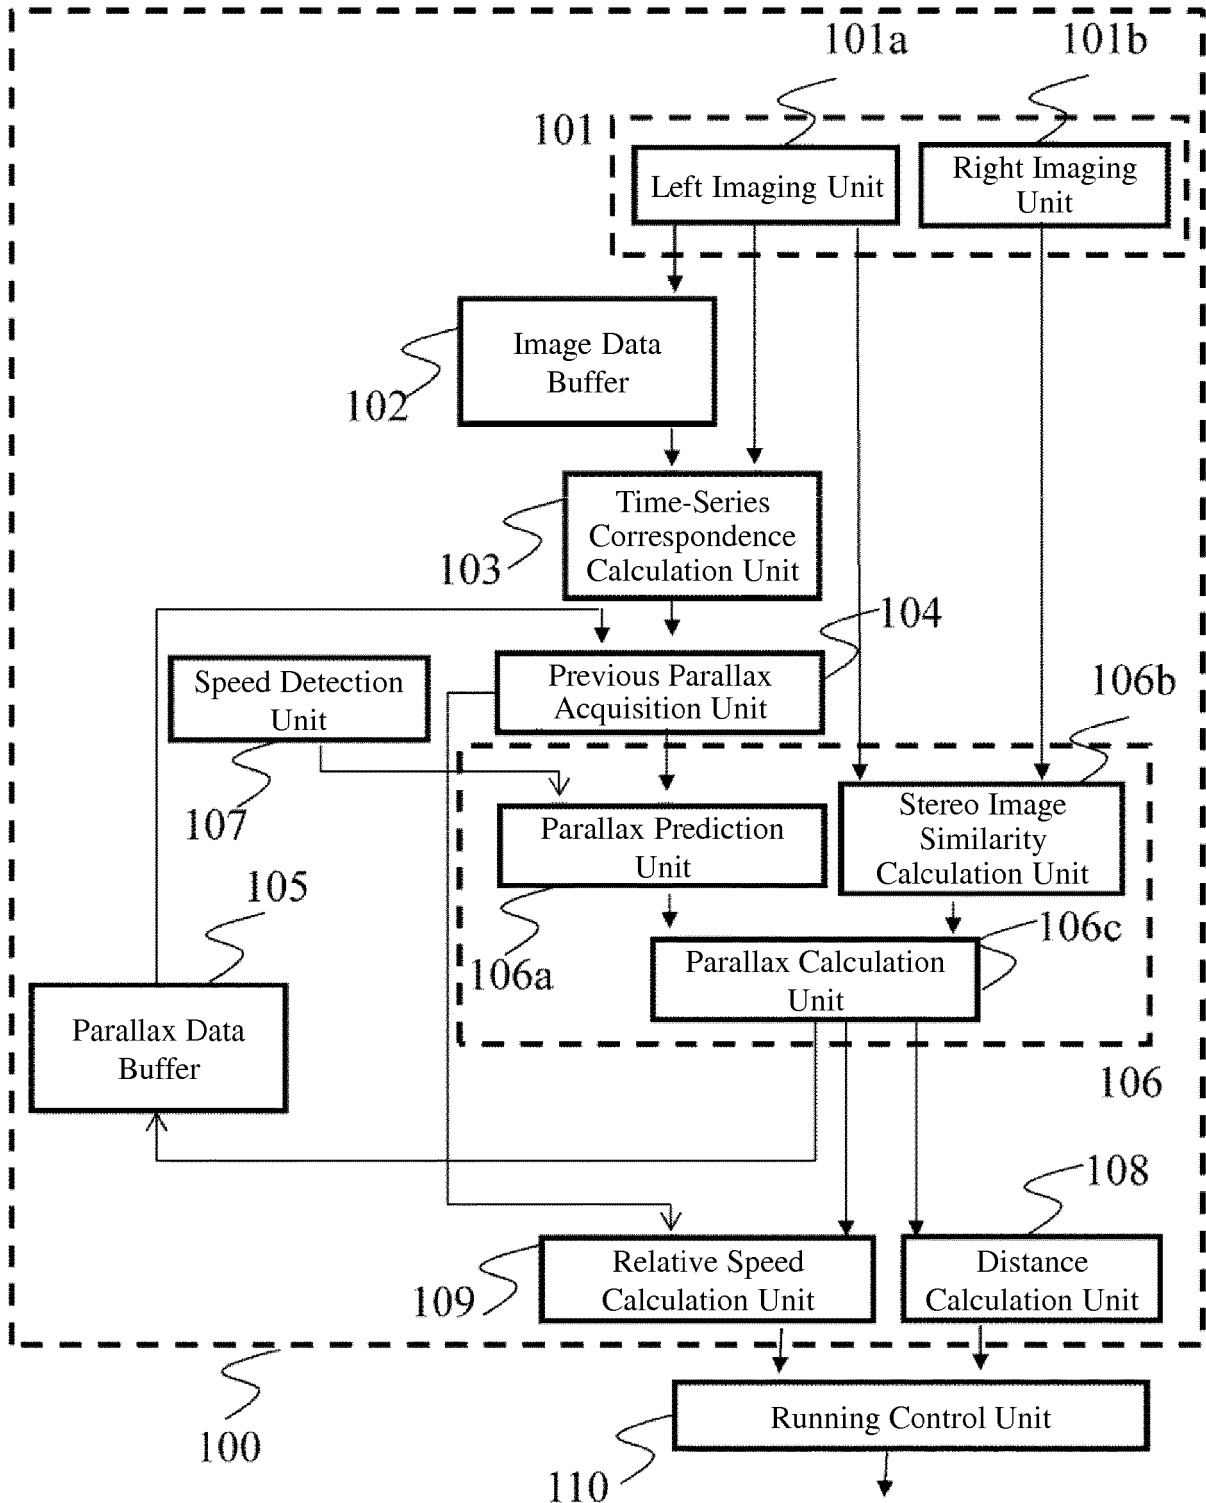 101a
101b
101
Left Imaging Unit
Right Imaging
Unit
Image Data
Buffer
102
Time-Series
Correspondence
Calculation Unit
103
104
Speed Detection
Unit
Previous Parallax
Acquisition Unit
106b
107
Parallax Prediction
Unit
Stereo Image
Similarity
Calculation Unit
105
106a
106c
Parallax Calculation
Unit
Parallax Data
Buffer
106
108
Relative Speed
Calculation Unit
Distance
Calculation Unit
109
100
Running Control Unit
110